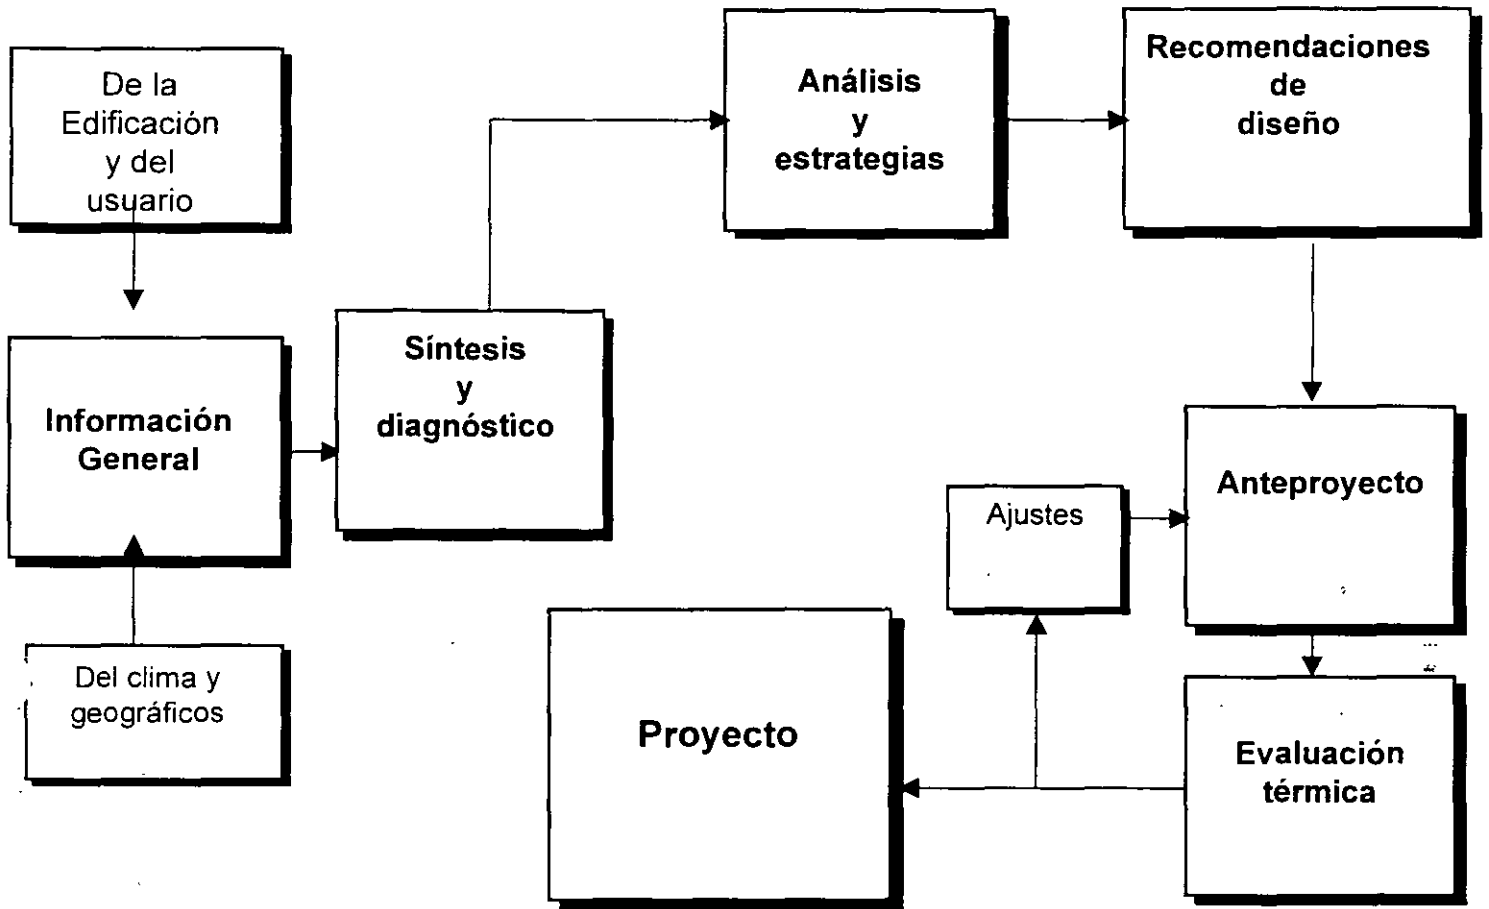 De la
Edificación
y del
usuario
Información
General
Del clima y
geográficos
Síntesis
y
diagnóstico
Análisis
y
estrategias
Recomendaciones
de
diseño
Anteproyecto
Ajustes
Evaluación
térmica
Proyecto